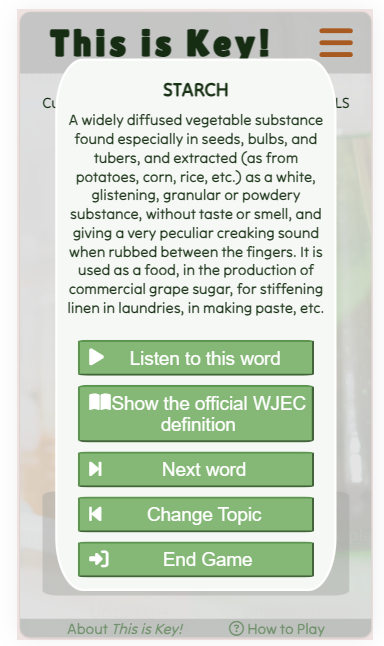 This is Key!
Cu
LS
STARCH
A widely diffused vegetable substance
found especially in seeds, bulbs, and
tubers, and extracted (as from
potatoes, corn, rice, etc.) as a white,
glistening, granular or powdery
substance, without taste or smell, and
giving a very peculiar creaking sound
when rubbed between the fingers. It is
used as a food, in the production of
commercial grape sugar, for stiffening
linen in laundries, in making paste, etc.
Listen to this word
Show the official WJEC
definition
Next word
Change Topic
End Game
About This is Key!
How to Play